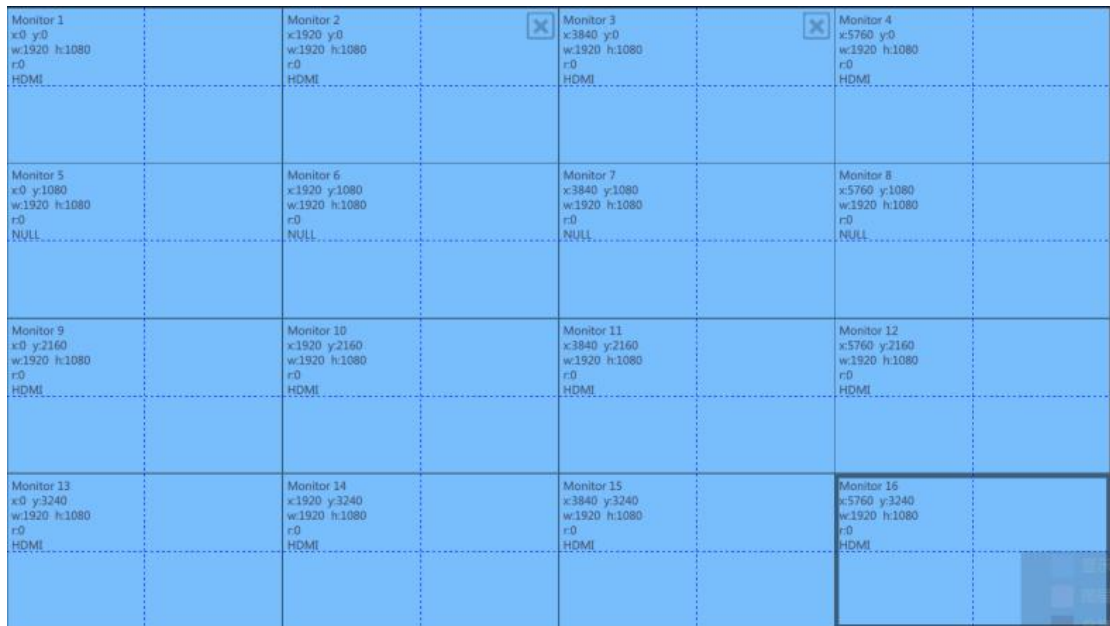 Monitor 1
x:0 y:0
w:1920 h:1080
r:0
HDMI
Monitor 2
x:1920 y:0
w:1920 h:1080
r:0
HDMI
Monitor 3
x:3840 y:0
w:1920 h:1080
r:0
HDMI
Monitor 4
x:5760 y:0
w:1920 h:1080
r:0
HDMI
Monitor 5
x:0 y:1080
w:1920 h:1080
r:0
NULL
Monitor 6
x:1920 y:1080
w:1920 h:1080
r:0
NULL
Monitor 7
x:3840 y:1080
w:1920 h:1080
r:0
NULL
Monitor 8
x:5760 y:1080
w:1920 h:1080
r:0
NULL
Monitor 9
x:0 y:2160
w:1920 h:1080
r:0
HDMI
Monitor 10
x:1920 y:2160
w:1920 h:1080
r:0
HDMI
Monitor 11
x:3840 y:2160
w:1920 h:1080
r:0
HDMI
Monitor 12
x:5760 y:2160
w:1920 h:1080
r:0
HDMI
Monitor 13
x:0 y:3240
w:1920 h:1080
r:0
HDMI
Monitor 14
x:1920 y:3240
w:1920 h:1080
r:0
HDMI
Monitor 15
x:3840 y:3240
w:1920 h:1080
r:0
HDMI
Monitor 16
x:5760 y:3240
w:1920 h:1080
r:0
HDMI